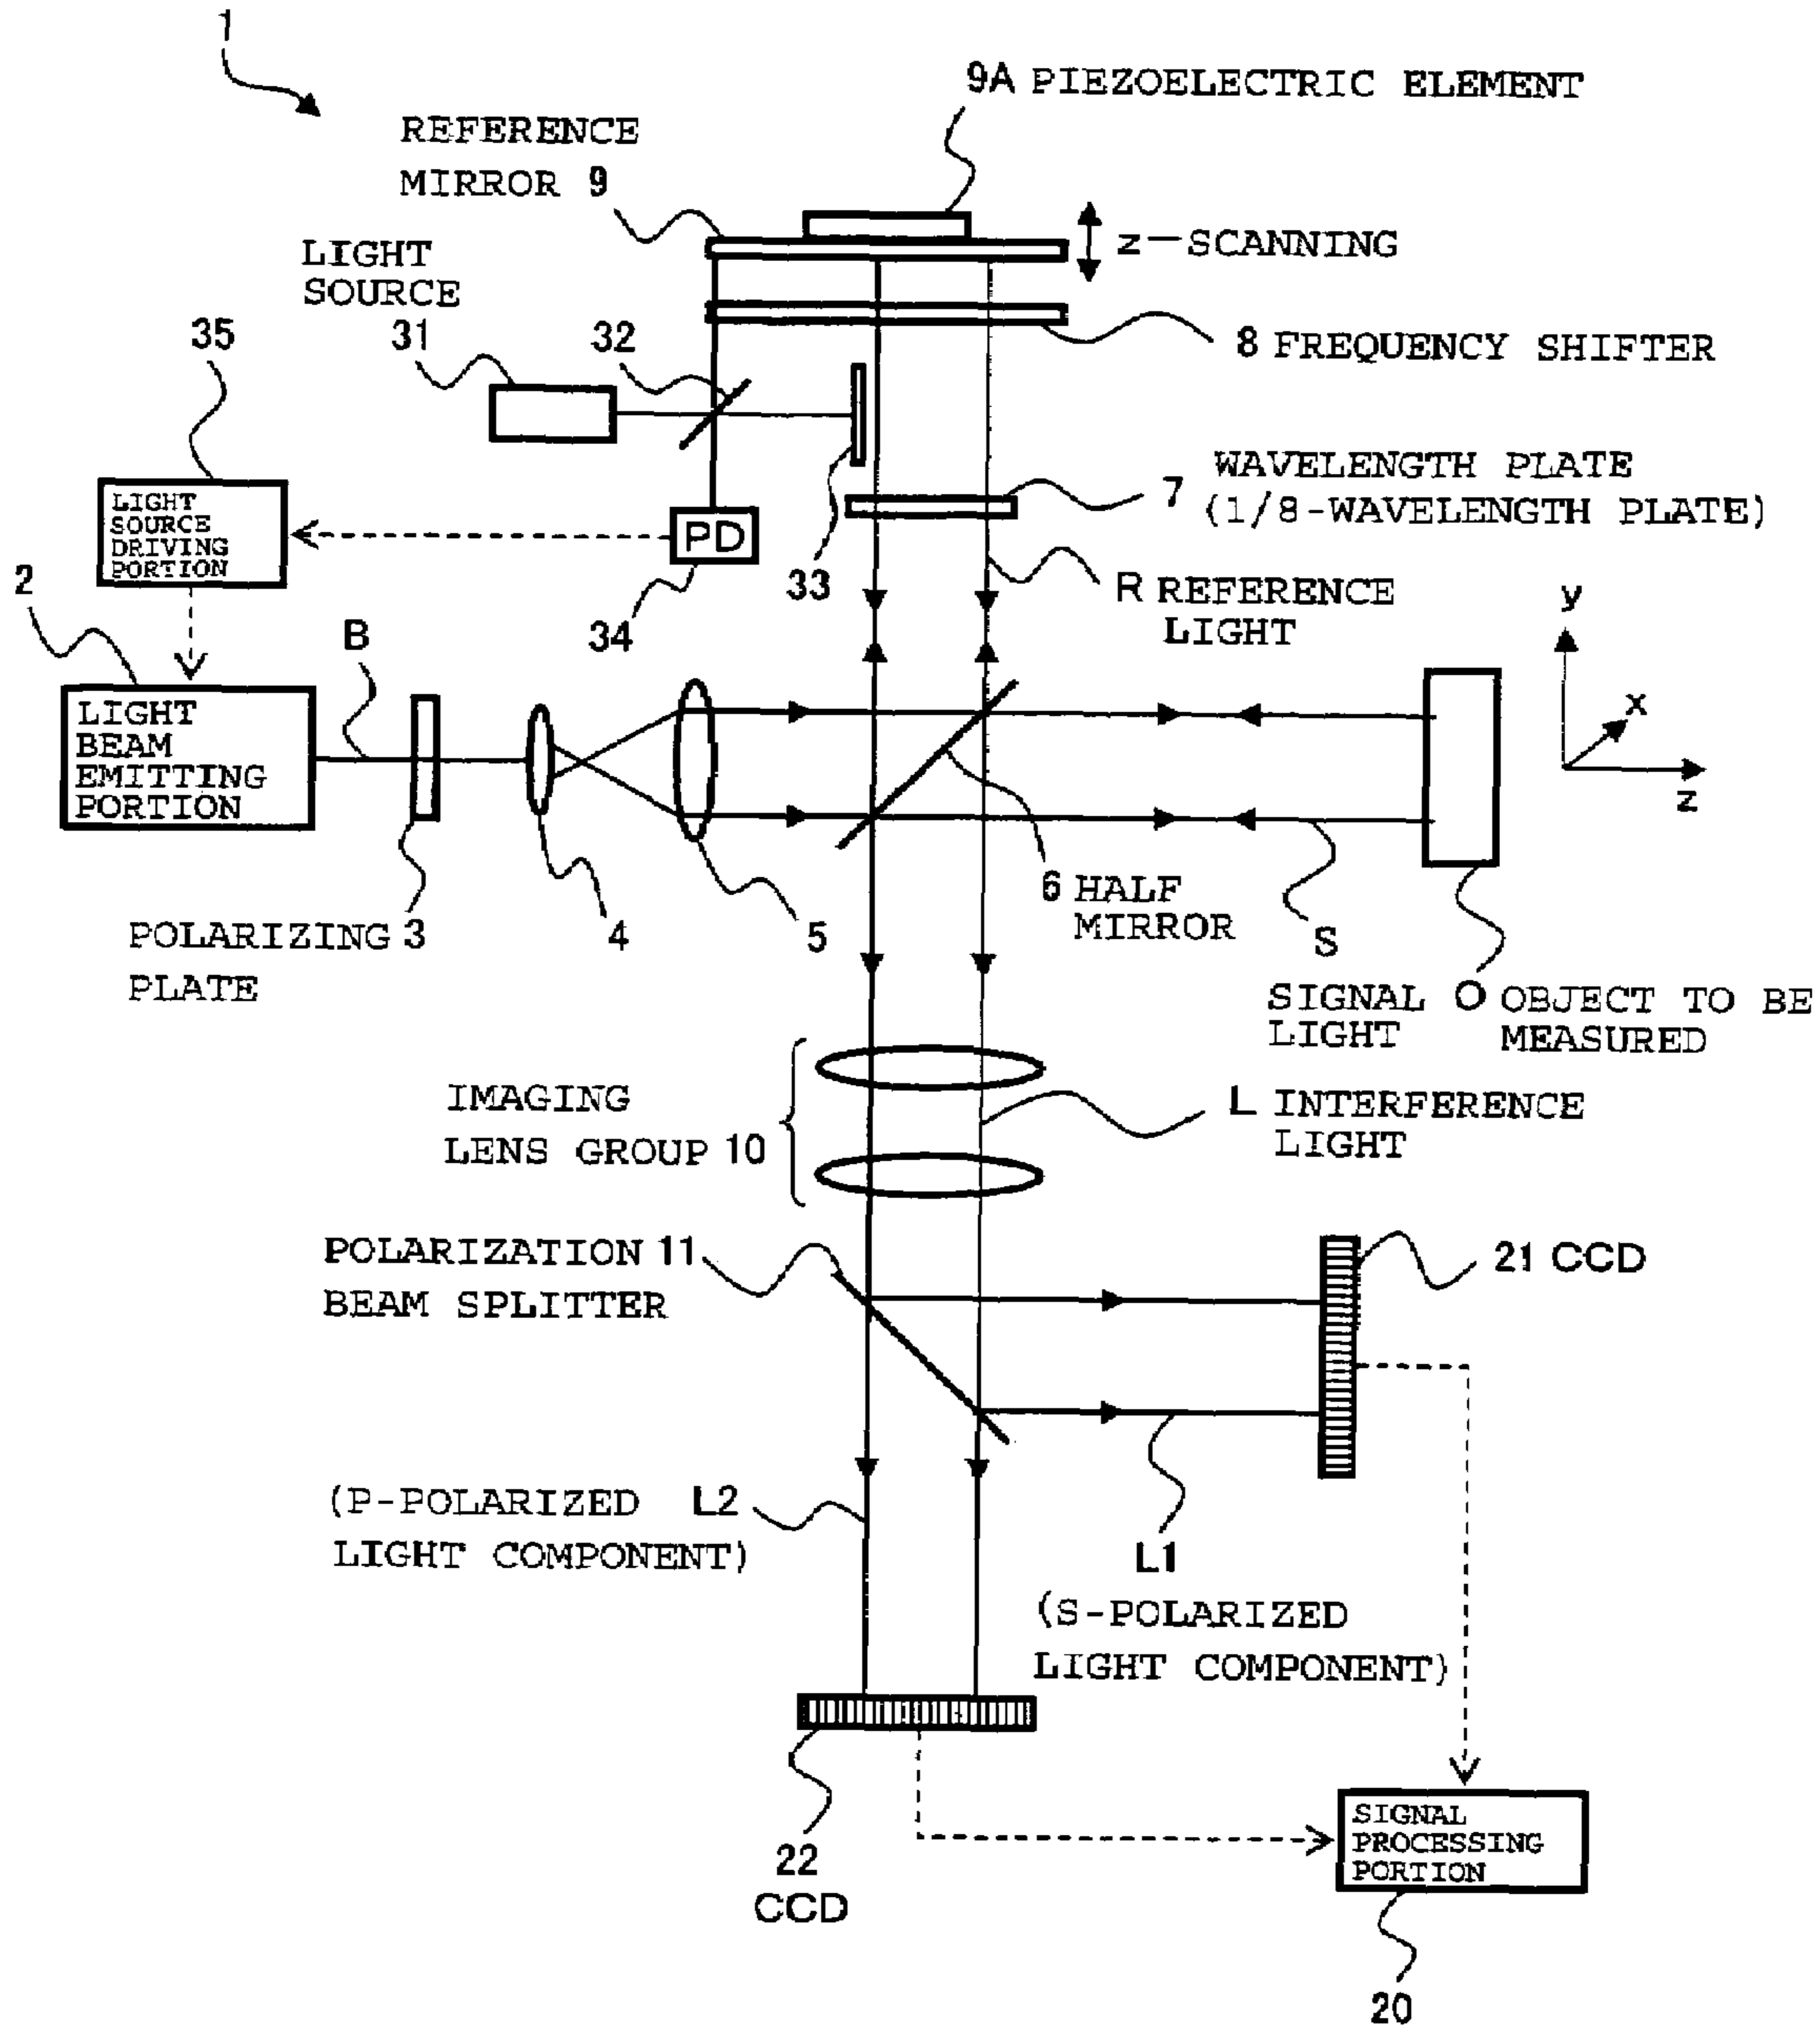 1
9A PIEZOELECTRIC ELEMENT
REFERENCE
MIRROR 9
z-SCANNING
LIGHT
SOURCE
31
32
35
8 FREQUENCY SHIFTER
WAVELENGTH PLATE
7 (1/8-WAVELENGTH PLATE)
LIGHT
SOURCE
DRIVING
PORTION
PD
33
34
R REFERENCE
LIGHT
2
B
y
x
z
LIGHT
BEAM
EMITTING
PORTION
6 HALF
MIRROR
POLARIZING 3
PLATE
4
5
S
SIGNAL
LIGHT
O OBJECT TO BE
MEASURED
IMAGING
LENS GROUP 10
L INTERFERENCE
LIGHT
POLARIZATION 11
BEAM SPLITTER
21 CCD
(P-POLARIZED L2
LIGHT COMPONENT)
L1
(S-POLARIZED
LIGHT COMPONENT)
22
CCD
SIGNAL
PROCESSING
PORTION
20